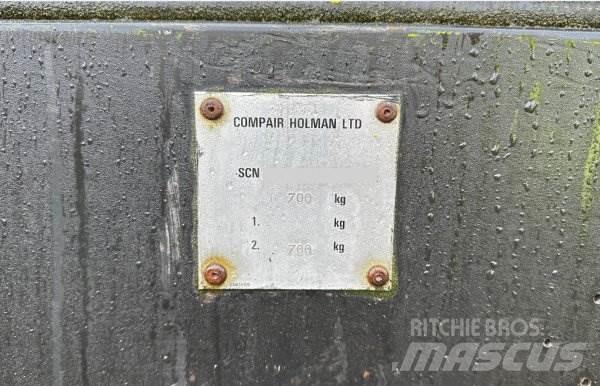 COMPAIR HOLMAN LTD
SCN
700 kg
1. kg
2. 700 kg
RITCHIE BROS.
MASCUS